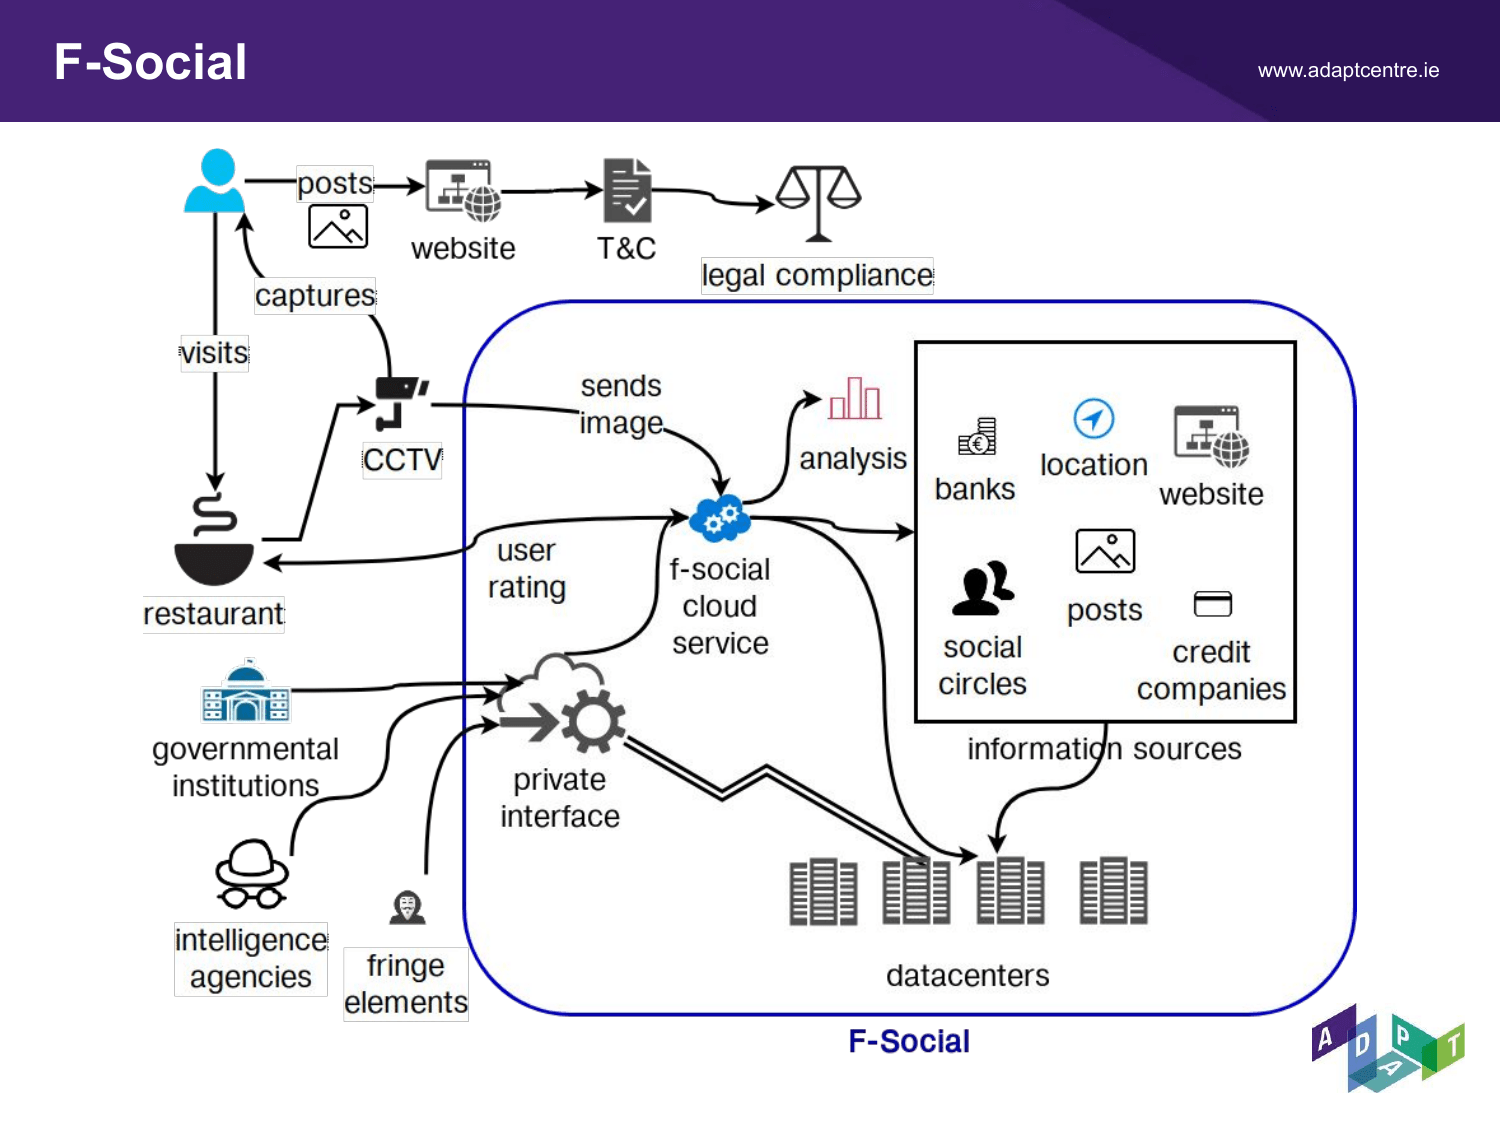 F-Social
www.adaptcentre.ie
posts
website
T&C
legal compliance
captures
visits
CCTV
sends
image
analysis
banks
location
website
restaurant
user
rating
f-social
cloud
service
social
circles
posts
credit
companies
information sources
governmental
institutions
private
interface
intelligence
agencies
fringe
elements
datacenters
F-Social
ADAPT